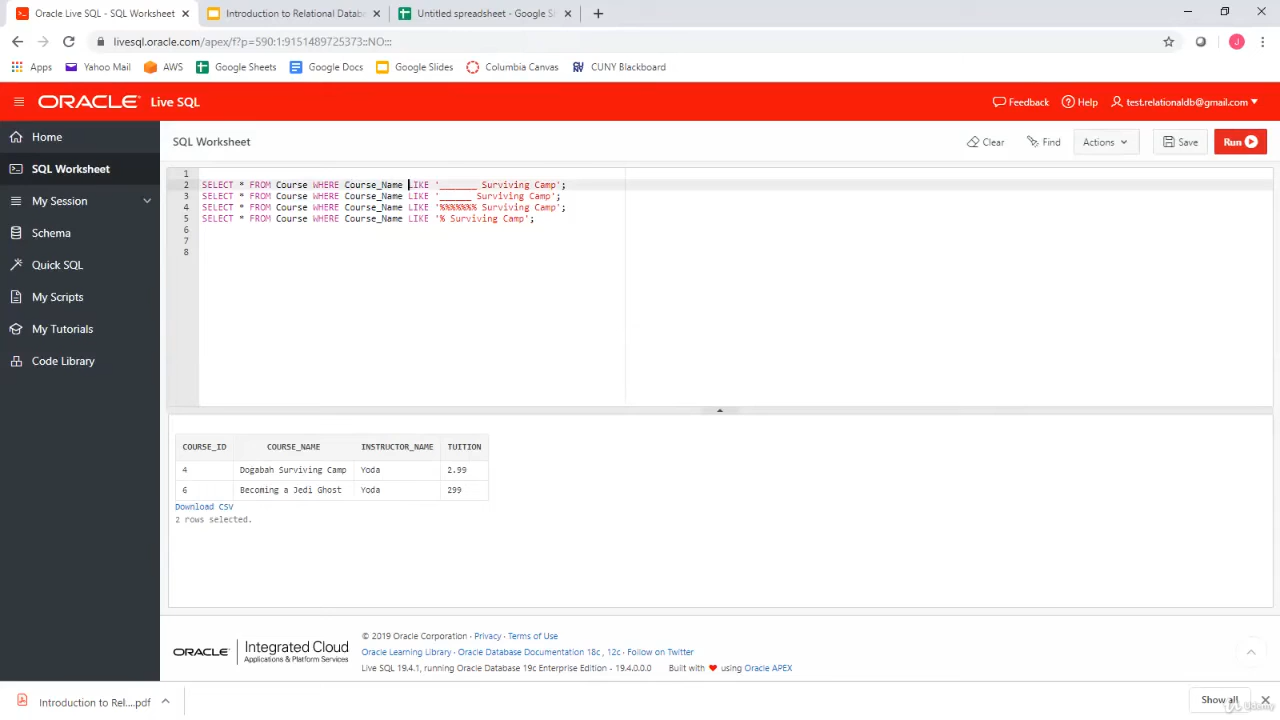 Oracle Live SQL - SQL Worksheet
Introduction to Relational Datab
Untitled spreadsheet - Google S
livesql.oracle.com/apex/f?p=590:1:9151489725373::NO:::
J
Apps Yahoo Mail AWS Google Sheets Google Docs Google Slides Columbia Canvas CUNY Blackboard
ORACLE Live SQL
Feedback Help test.relationaldb@gmail.com
Home
SQL Worksheet
My Session
Schema
Quick SQL
My Scripts
My Tutorials
Code Library
SQL Worksheet
Clear Find Actions Save Run
1
2 SELECT * FROM Course WHERE Course_Name LIKE '_______ Surviving Camp';
3 SELECT * FROM Course WHERE Course_Name LIKE '______ Surviving Camp';
4 SELECT * FROM Course WHERE Course_Name LIKE '%%%%%%% Surviving Camp';
5 SELECT * FROM Course WHERE Course_Name LIKE '% Surviving Camp';
6
7
8
COURSE_ID COURSE_NAME INSTRUCTOR_NAME TUITION
4 Dogabah Surviving Camp Yoda 2.99
6 Becoming a Jedi Ghost Yoda 299
Download CSV
2 rows selected.
ORACLE Integrated Cloud
Applications & Platform Services
© 2019 Oracle Corporation · Privacy · Terms of Use
Oracle Learning Library · Oracle Database Documentation 18c , 12c · Follow on Twitter
Live SQL 19.4.1, running Oracle Database 19c Enterprise Edition - 19.4.0.0.0 Built with ❤ using Oracle APEX
Introduction to Rel....pdf
Show all
Udemy